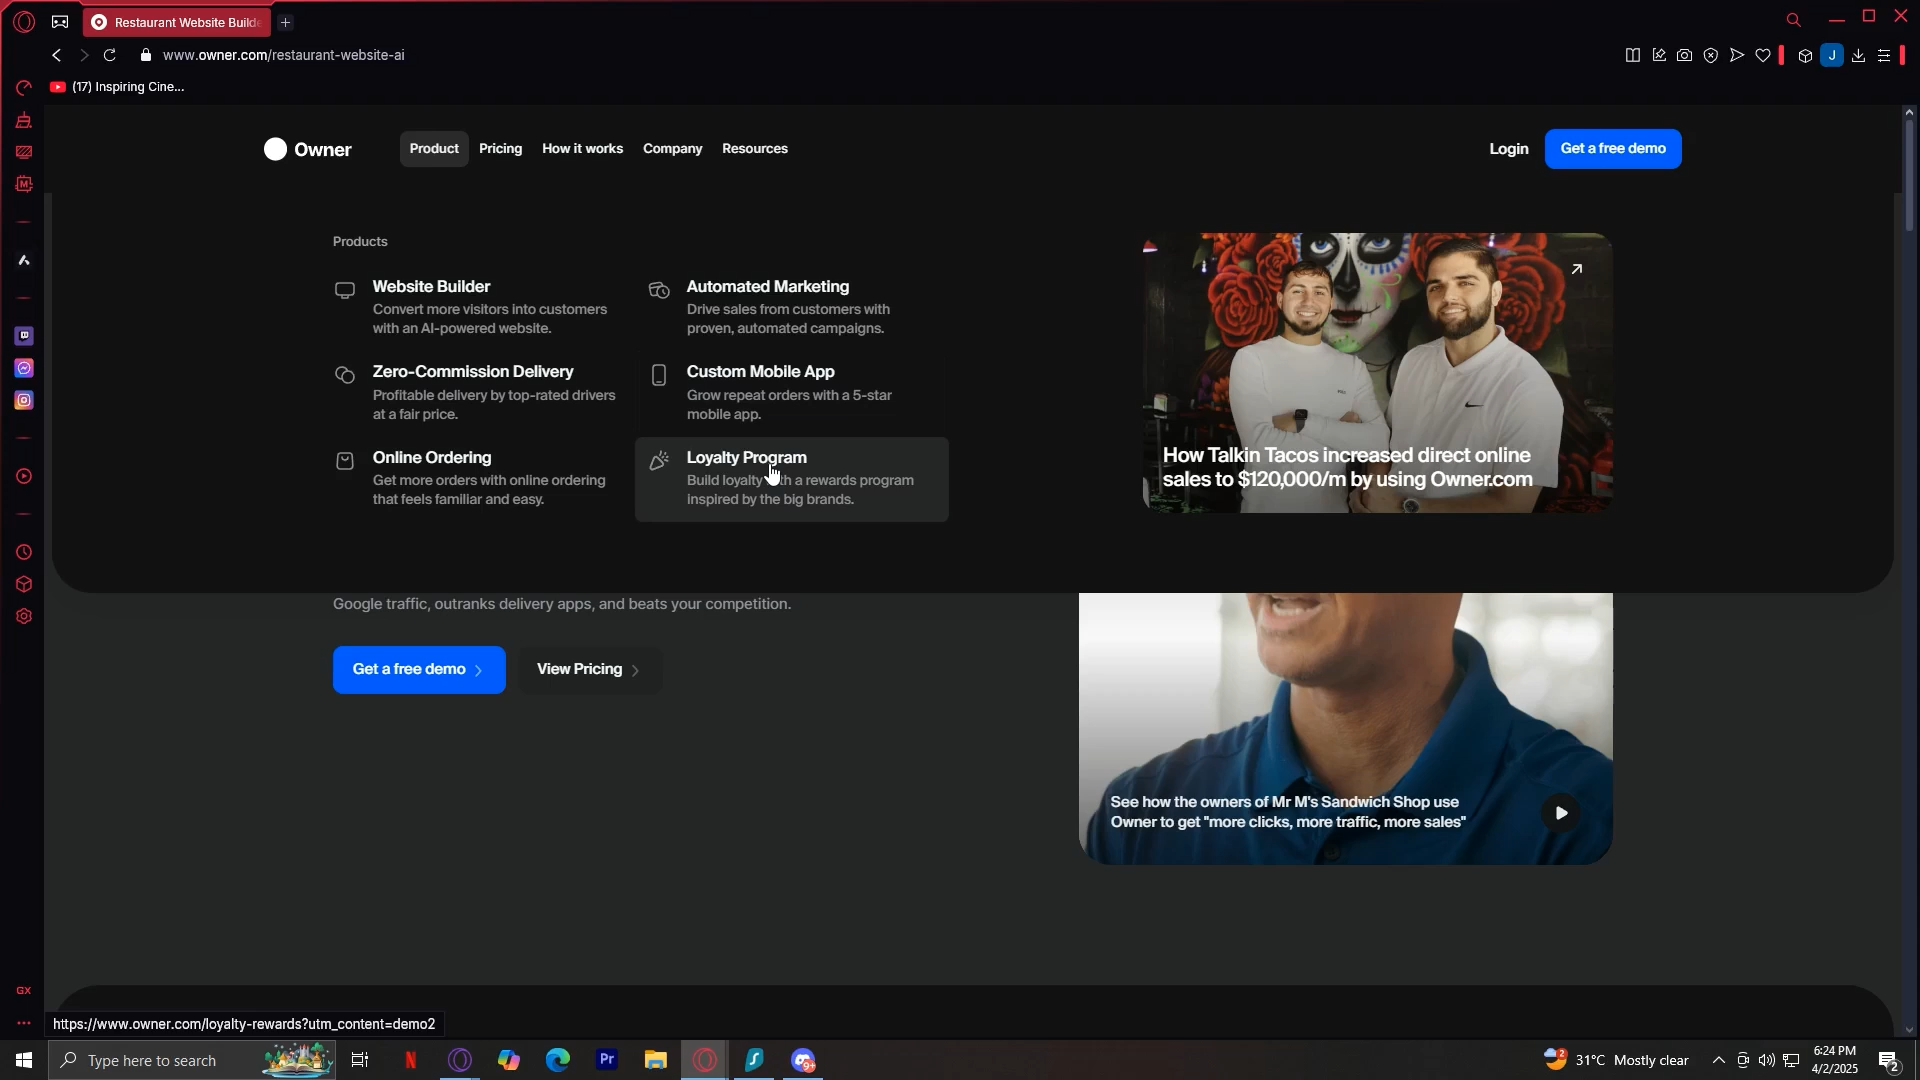 Restaurant Website Builde
www.owner.com/restaurant-website-ai
J
(17) Inspiring Cine...
Owner
Product
Pricing
How it works
Company
Resources
Login
Get a free demo
Products
Website Builder
Convert more visitors into customers
with an AI-powered website.
Automated Marketing
Drive sales from customers with
proven, automated campaigns.
Zero-Commission Delivery
Profitable delivery by top-rated drivers
at a fair price.
Custom Mobile App
Grow repeat orders with a 5-star
mobile app.
Online Ordering
Get more orders with online ordering
that feels familiar and easy.
Loyalty Program
Build loyalty with a rewards program
inspired by the big brands.
How Talkin Tacos increased direct online
sales to $120,000/m by using Owner.com
Google traffic, outranks delivery apps, and beats your competition.
Get a free demo
View Pricing
See how the owners of Mr M's Sandwich Shop use
Owner to get "more clicks, more traffic, more sales"
GX
https://www.owner.com/loyalty-rewards?utm_content=demo2
Type here to search
N
Pr
9+
2
31°C Mostly clear
6:24 PM
4/2/2025
2